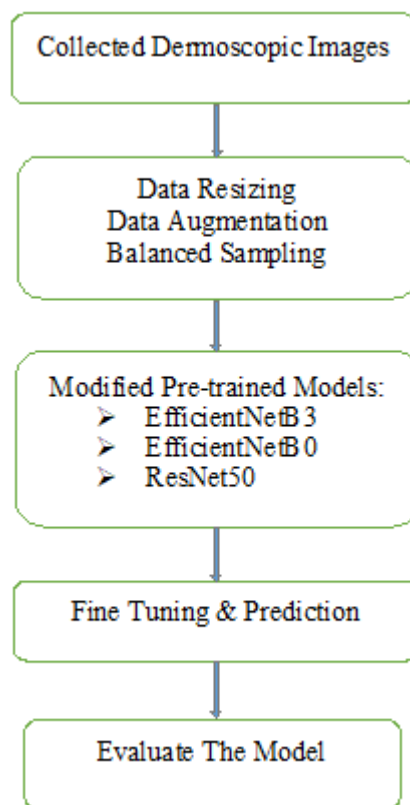 Collected Dermoscopic Images
Data Resizing
Data Augmentation
Balanced Sampling
Modified Pre-trained Models:
➢ EfficientNetB3
➢ EfficientNetB0
➢ ResNet50
Fine Tuning & Prediction
Evaluate The Model